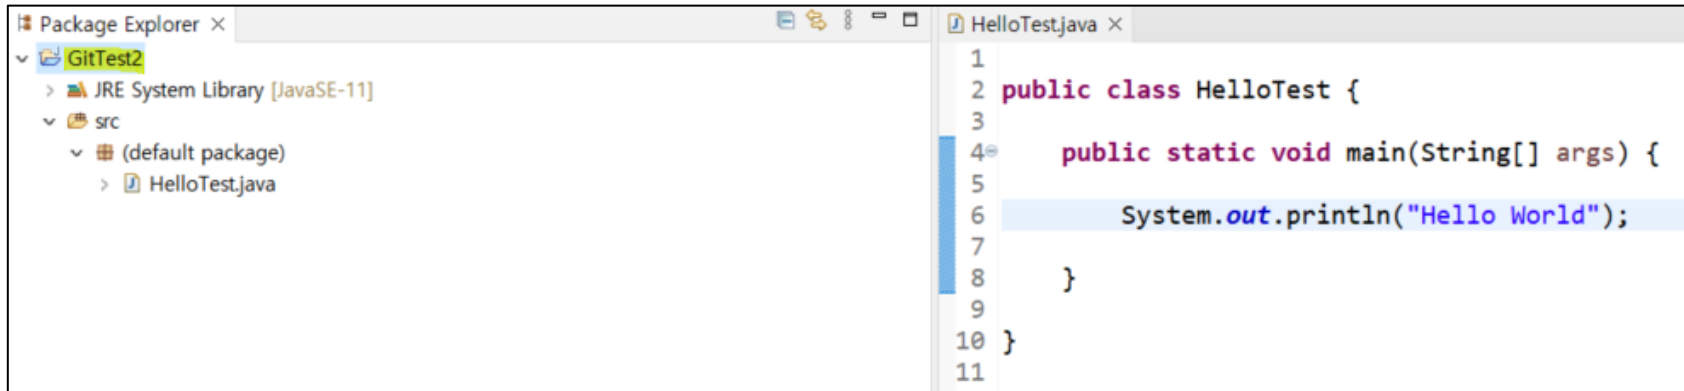 Package Explorer
GitTest2
JRE System Library [JavaSE-11]
src
(default package)
HelloTest.java
HelloTest.java
1
2 public class HelloTest {
3
4 public static void main(String[] args) {
5
6 System.out.println("Hello World");
7
8 }
9
10 }
11